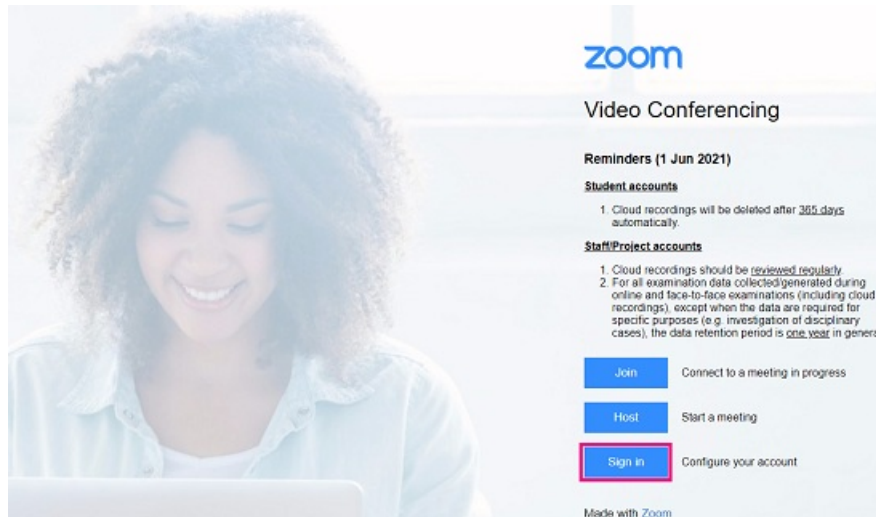 zoom
Video Conferencing
Reminders (1 Jun 2021)
Student accounts
1. Cloud recordings will be deleted after 365 days
automatically.
Staff/Project accounts
1. Cloud recordings should be reviewed regularly.
2. For all examination data collected/generated during
online and face-to-face examinations (including cloud
recordings), except when the data are required for
specific purposes (e.g. investigation of disciplinary
cases), the data retention period is one year in genera
Join Connect to a meeting in progress
Host Start a meeting
Sign in Configure your account
Made with Zoom